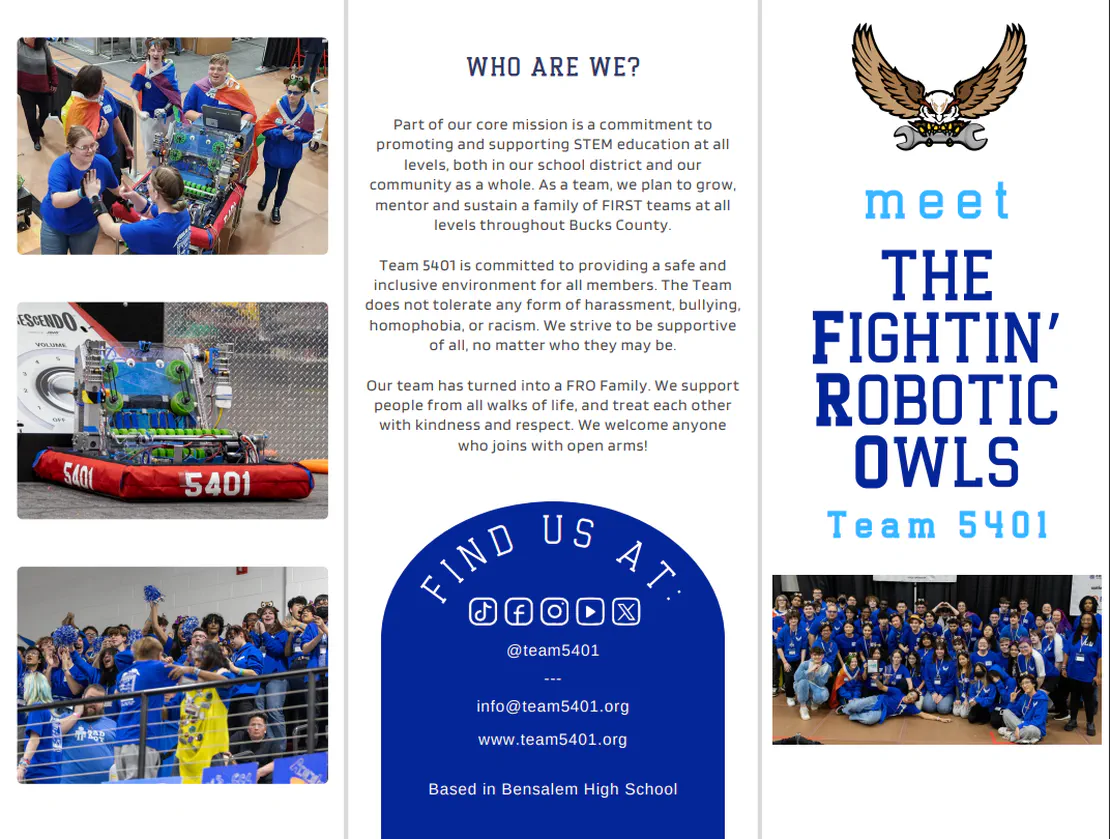 ESCENDO
VOLUME
OFF
5401
5401
WHO ARE WE?
Part of our core mission is a commitment to
promoting and supporting STEM education at all
levels, both in our school district and our
community as a whole. As a team, we plan to grow,
mentor and sustain a family of FIRST teams at all
levels throughout Bucks County.
Team 5401 is committed to providing a safe and
inclusive environment for all members. The Team
does not tolerate any form of harassment, bullying,
homophobia, or racism. We strive to be supportive
of all, no matter who they may be.
Our team has turned into a FRO Family. We support
people from all walks of life, and treat each other
with kindness and respect. We welcome anyone
who joins with open arms!
FIND US AT:
@team5401
---
info@team5401.org
www.team5401.org
Based in Bensalem High School
meet
THE
FIGHTIN'
ROBOTIC
OWLS
Team 5401